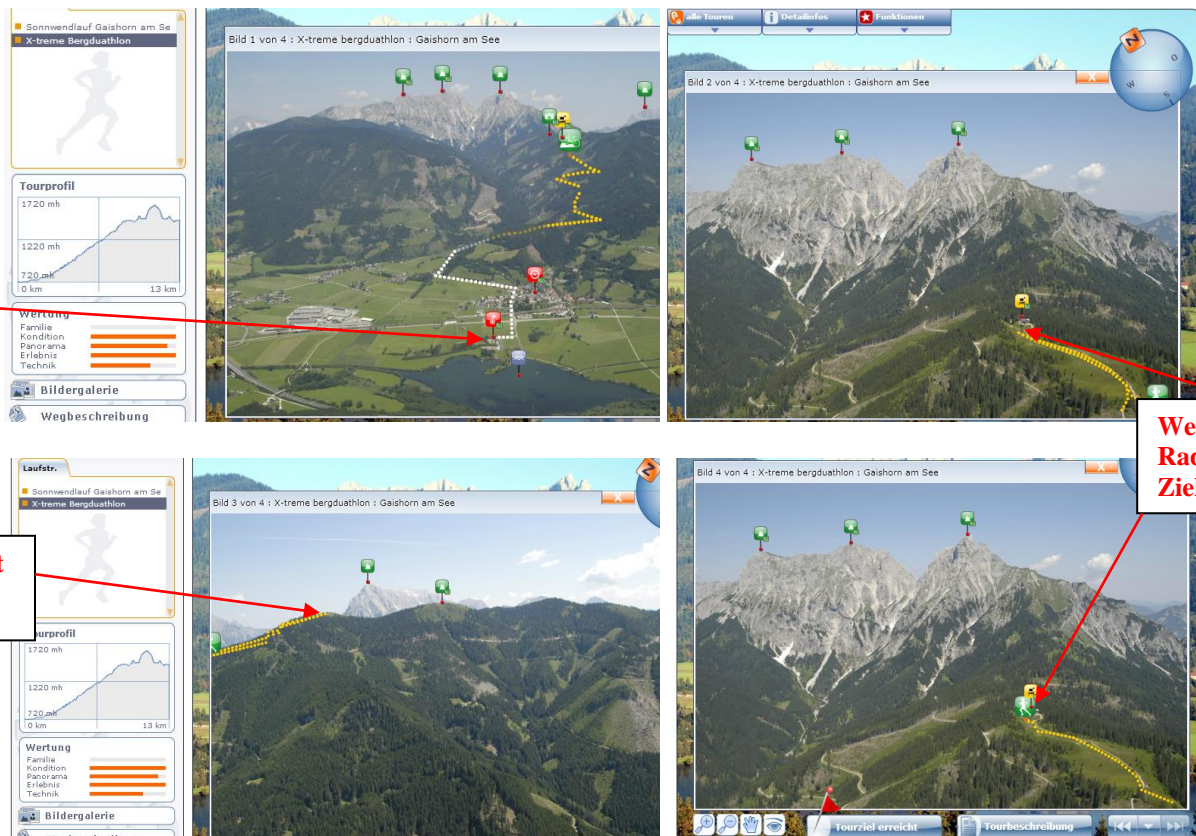 Sonnwendlauf Gaishorn am Se
X-treme Bergduathlon
Tourprofil
1720 mh
1220 mh
720 mh
0 km 13 km
Wertung
Familie
Kondition
Panorama
Erlebnis
Technik
Bildergalerie
Wegbeschreibung
Bild 1 von 4 : X-treme bergduathlon : Gaishorn am See
alle Touren Detailinfos Funktionen
N
O
W
S
Bild 2 von 4 : X-treme bergduathlon : Gaishorn am See
X
We
Rad
Ziel
Laufstr.
Sonnwendlauf Gaishorn am Se
X-treme Bergduathlon
t
ourprofil
1720 mh
1220 mh
720 mh
0 km 13 km
Wertung
Familie
Kondition
Panorama
Erlebnis
Technik
Bildergalerie
Bild 3 von 4 : X-treme bergduathlon : Gaishorn am See
X
N
Bild 4 von 4 : X-treme bergduathlon : Gaishorn am See
X
Tourziel erreicht Tourbeschreibung